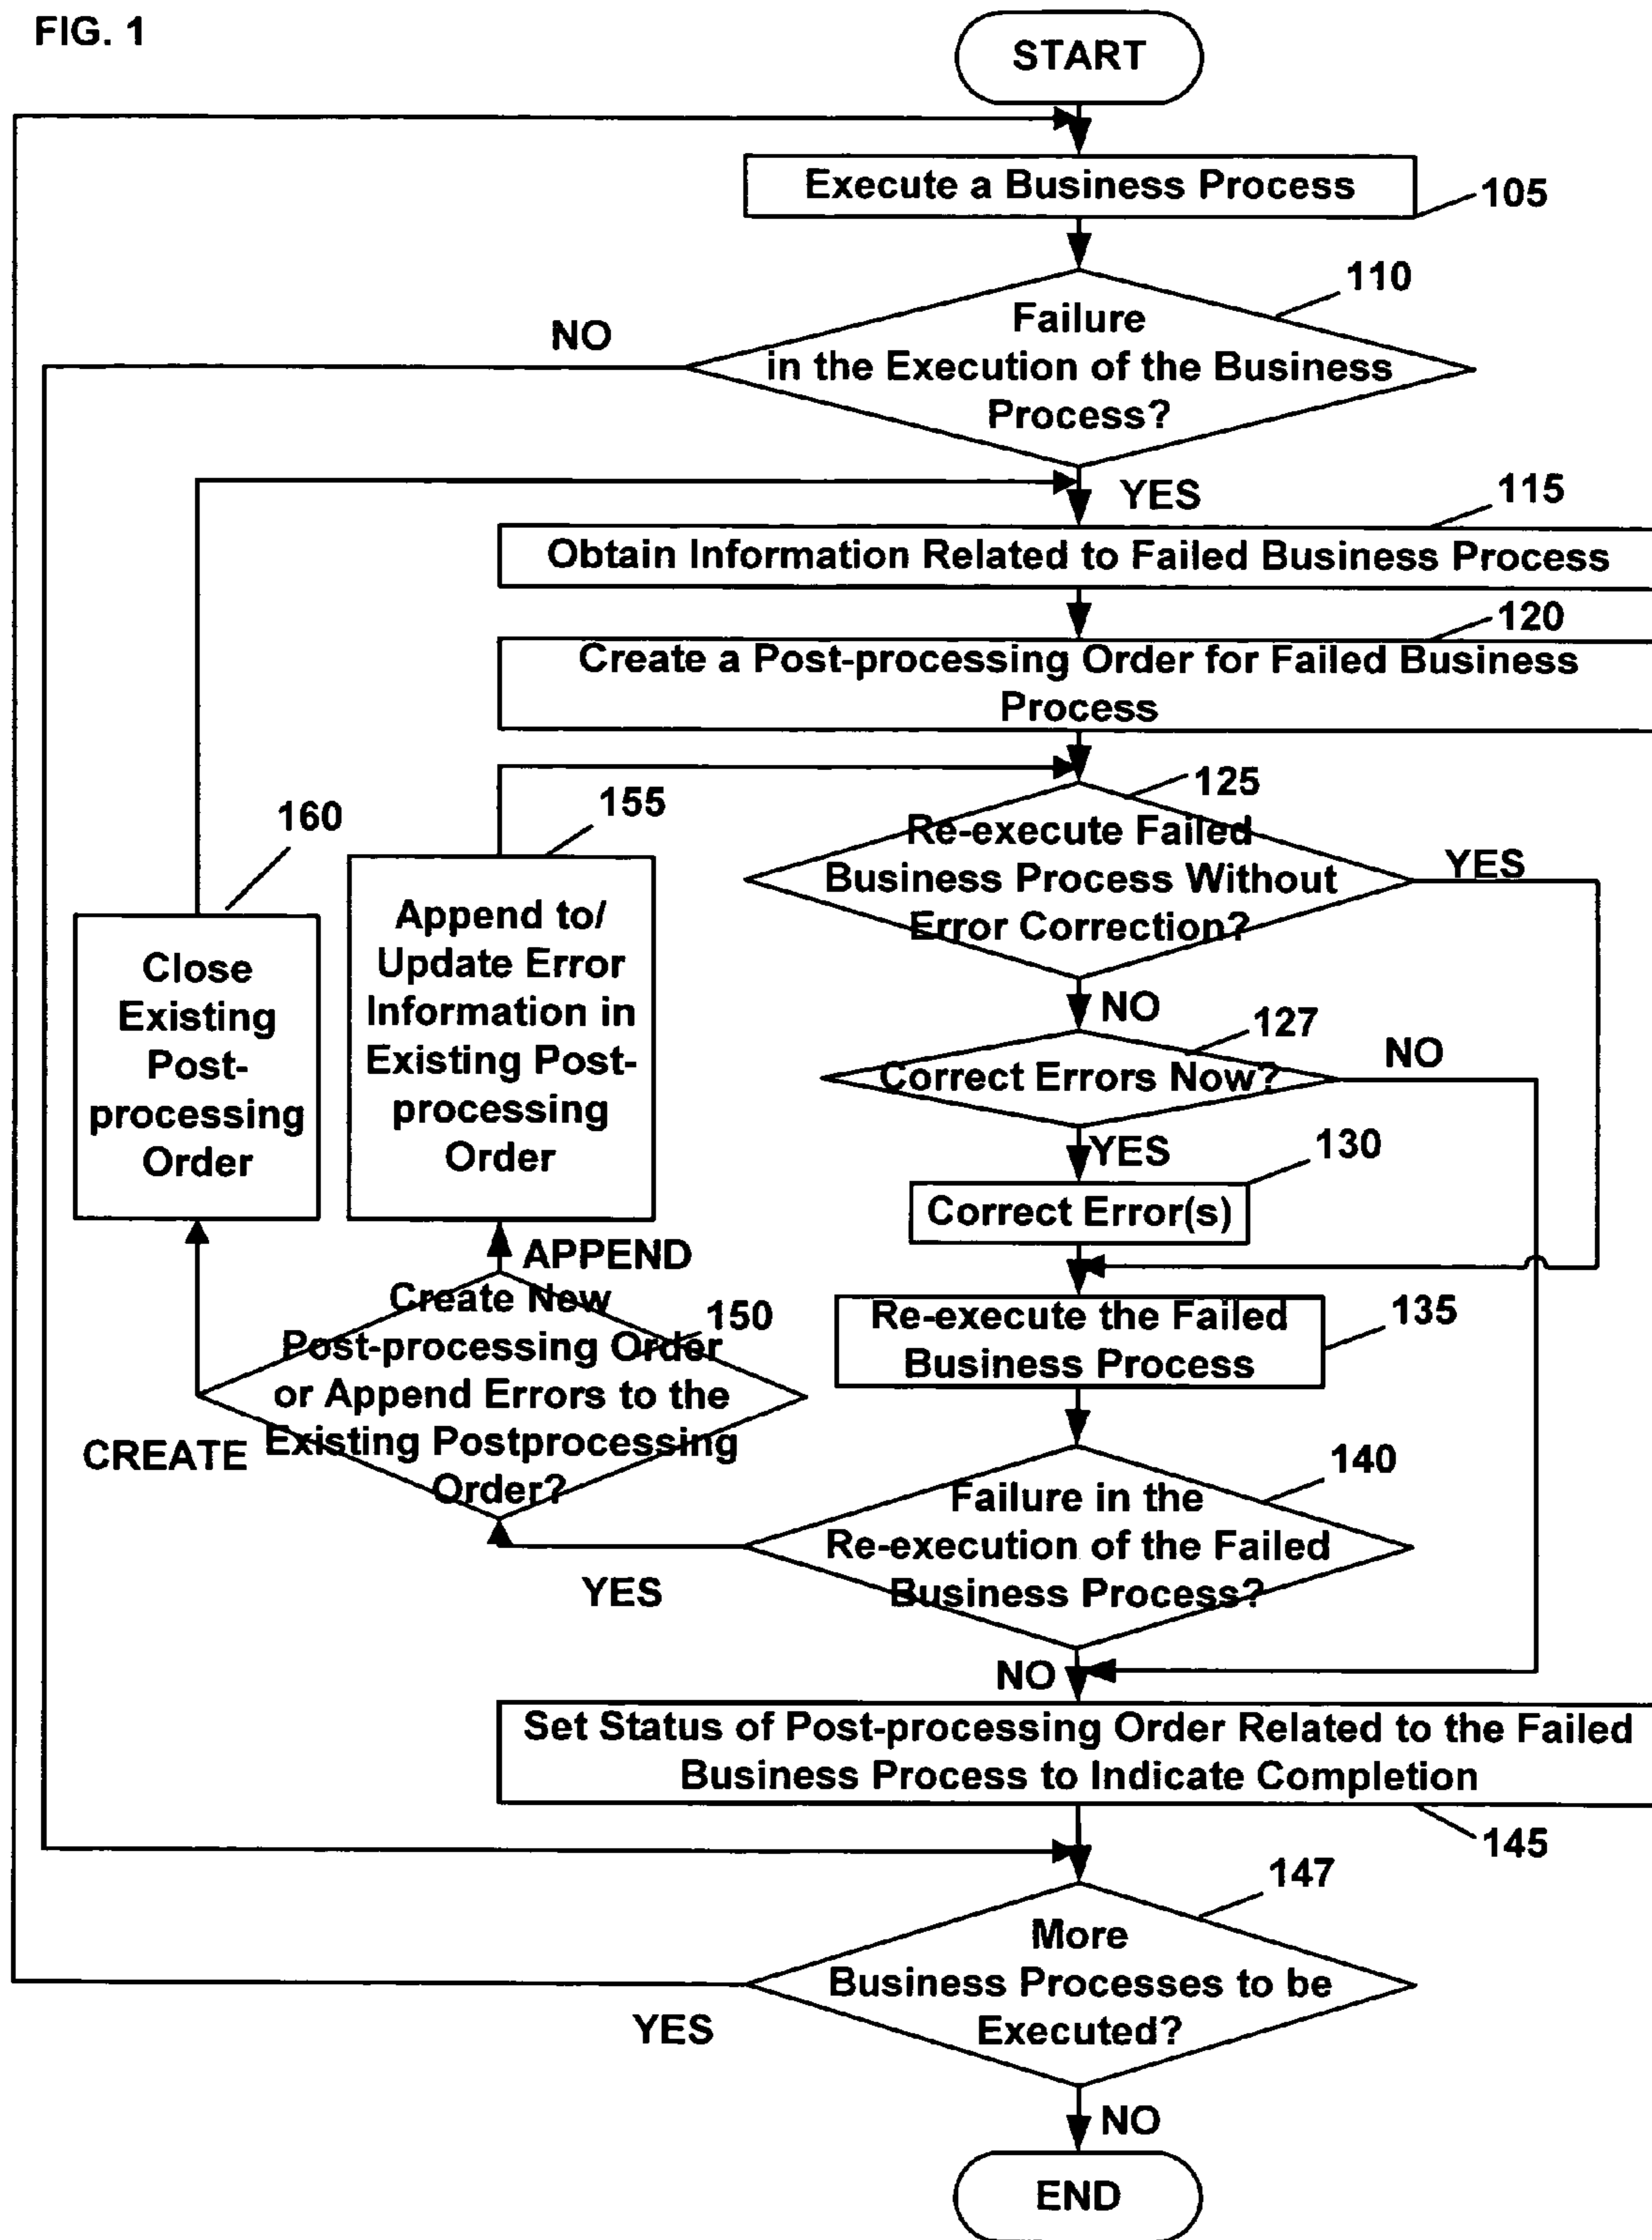 FIG. 1
START
Execute a Business Process
105
110
Failure
in the Execution of the Business
Process?
NO
YES
115
Obtain Information Related to Failed Business Process
120
Create a Post-processing Order for Failed Business
Process
125
Re-execute Failed
Business Process Without
Error Correction?
YES
NO
160
Close
Existing
Post-
processing
Order
155
Append to/
Update Error
Information in
Existing Post-
processing
Order
127
Correct Errors Now?
NO
YES
130
Correct Error(s)
APPEND
150
Create New
Post-processing Order
or Append Errors to the
Existing Postprocessing
Order?
CREATE
Re-execute the Failed
Business Process
135
140
Failure in the
Re-execution of the Failed
Business Process?
YES
NO
Set Status of Post-processing Order Related to the Failed
Business Process to Indicate Completion
145
147
More
Business Processes to be
Executed?
YES
NO
END